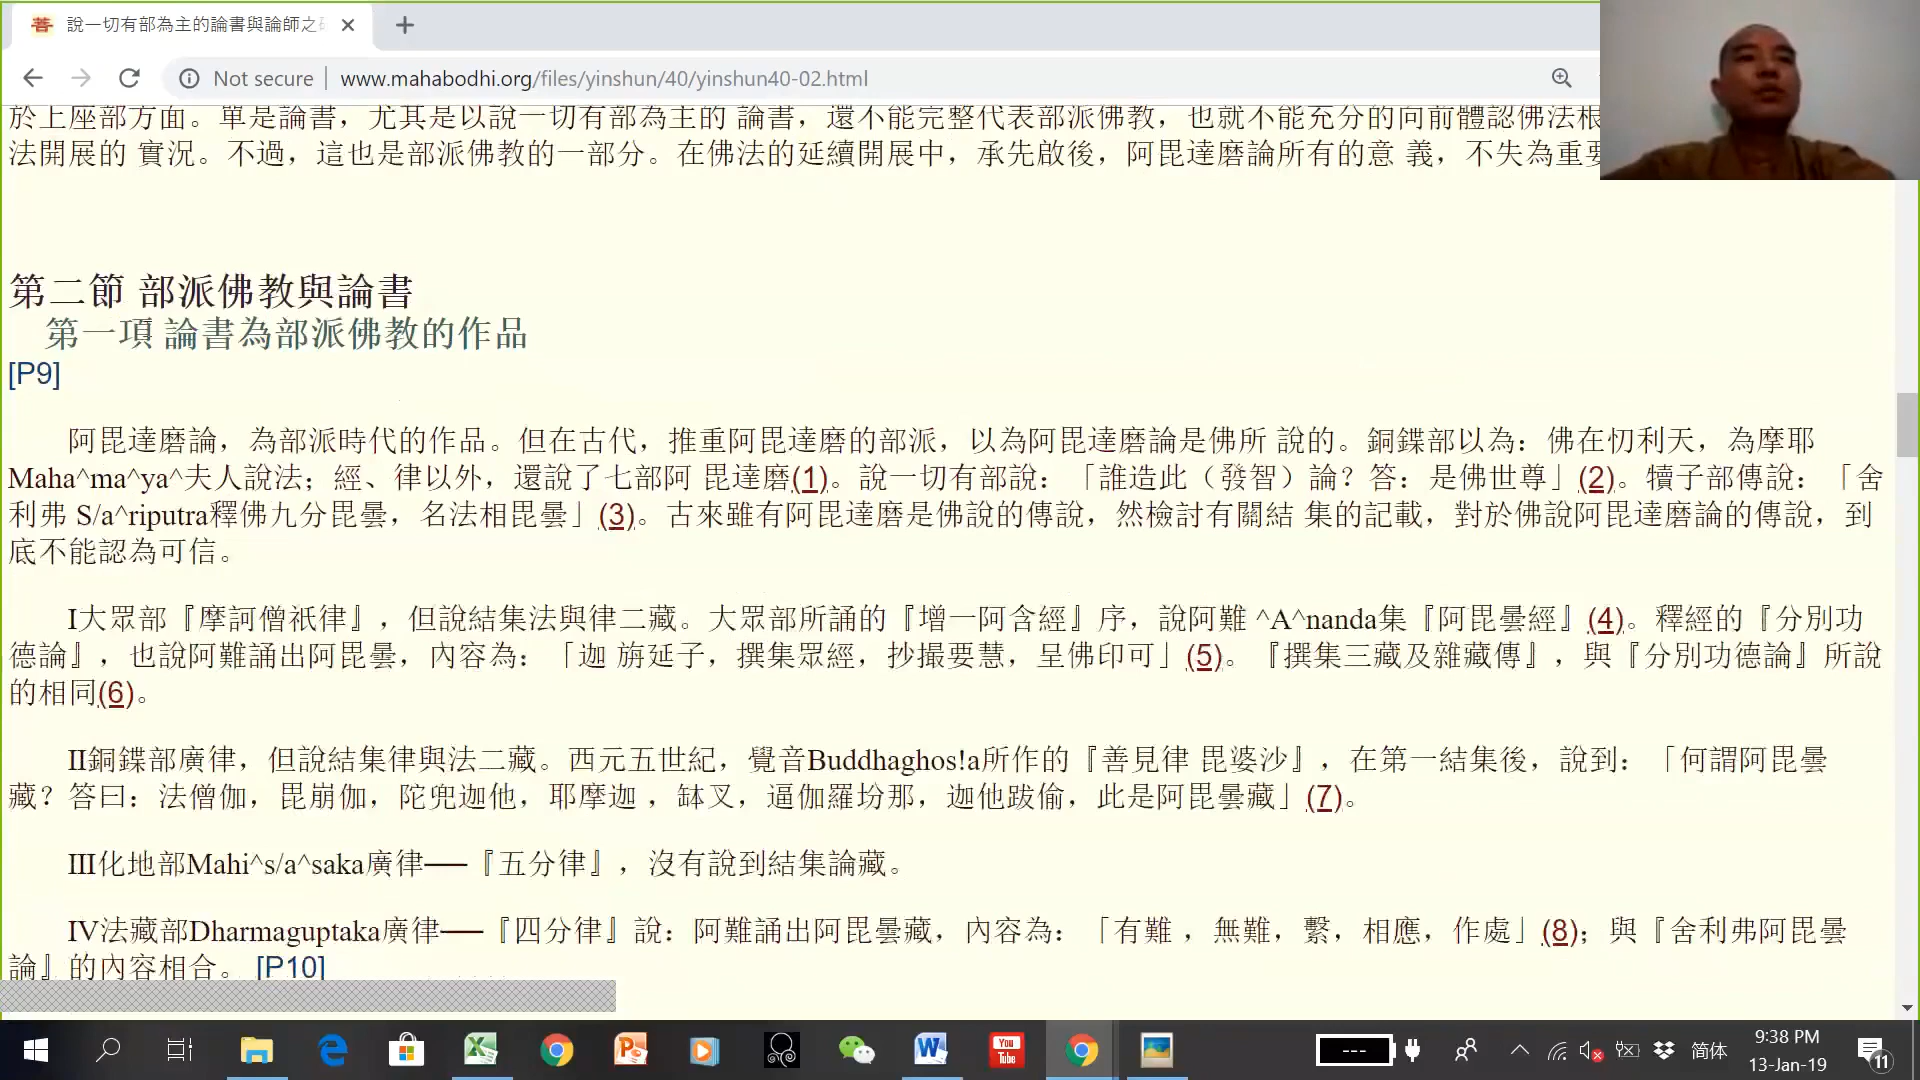 說一切有部為主的論書與論師之
Not secure
www.mahabodhi.org/files/yinshun/40/yinshun40-02.html
於上座部方面。單是論書，尤其是以說一切有部為主的 論書，還不能完整代表部派佛教，也就不能充分的向前體認佛法根
法開展的 實況。不過，這也是部派佛教的一部分。在佛法的延續開展中，承先啟後，阿毘達磨論所有的意 義，不失為重要
第二節 部派佛教與論書
第一項 論書為部派佛教的作品
[P9]
阿毘達磨論，為部派時代的作品。但在古代，推重阿毘達磨的部派，以為阿毘達磨論是佛所 說的。銅鍱部以為：佛在忉利天，為摩耶
Maha^ma^ya^夫人說法；經、律以外，還說了七部阿 毘達磨(1)。說一切有部說：「誰造此（發智）論？答：是佛世尊」(2)。犢子部傳說：「舍
利弗 S/a^riputra釋佛九分毘曇，名法相毘曇」(3)。古來雖有阿毘達磨是佛說的傳說，然檢討有關結 集的記載，對於佛說阿毘達磨論的傳說，到
底不能認為可信。
I大眾部『摩訶僧祇律』，但說結集法與律二藏。大眾部所誦的『增一阿含經』序，說阿難 ^A^nanda集『阿毘曇經』(4)。釋經的『分別功
德論』，也說阿難誦出阿毘曇，內容為：「迦 旃延子，撰集眾經，抄撮要慧，呈佛印可」(5)。『撰集三藏及雜藏傳』，與『分別功德論』所說
的相同(6)。
II銅鍱部廣律，但說結集律與法二藏。西元五世紀，覺音Buddhaghos!a所作的『善見律 毘婆沙』，在第一結集後，說到：「何謂阿毘曇
藏？答曰：法僧伽，毘崩伽，陀兜迦他，耶摩迦 ，缽叉，逼伽羅坋那，迦他跋偷，此是阿毘曇藏」(7)。
III化地部Mahi^s/a^saka廣律──『五分律』，沒有說到結集論藏。
IV法藏部Dharmaguptaka廣律──『四分律』說：阿難誦出阿毘曇藏，內容為：「有難 ，無難，繫，相應，作處」(8)；與『舍利弗阿毘曇
論』的內容相合。 [P10]
---
简体
9:38 PM
13-Jan-19
11
You
Tube